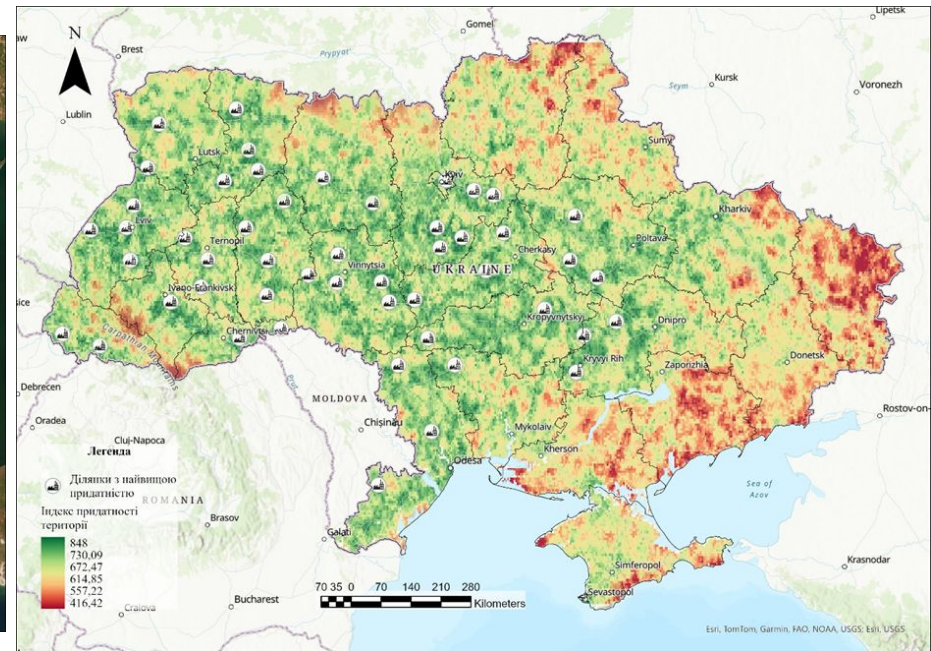 Lipetsk
Gomel
aw
N
Brest
Prypyat'
Kursk
Seym
Voronezh
Lublin
Sumy
Lutsk
Kyiv
Kharkiv
Lviv
Ternopil
Poltava
Cherkasy
Vinnytsia
UKRAINE
Ivano-Frankivsk
sice
Kropyvnytsky
Dnipro
Carpathian Mountains
Kryvyi Rih
Donetsk
Zaporizhia
Debrecen
MOLDOVA
Rostov-on-
Oradea
Chișinău
Mykolaiv
Cluj-Napoca
Kherson
Легенда
Odesa
Ділянки з найвищою
придатністю
Sea of
Azov
ROMANIA
Індекс придатності
території
Brasov
Galati
848
730,09
672,47
614,85
557,22
416,42
Krasnodar
Simferopol
Sevastopol
70 35 0 70 140 210 280
Kilometers
Craiova
Bucharest
Esri, TomTom, Garmin, FAO, NOAA, USGS; Esri, USGS